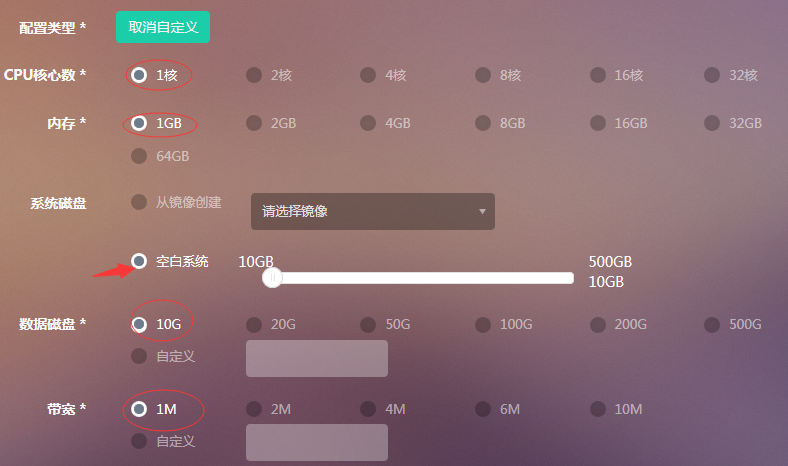 配置类型 * 取消自定义
CPU核心数 * 1核 2核 4核 8核 16核 32核
内存 * 1GB 2GB 4GB 8GB 16GB 32GB
64GB
系统磁盘 从镜像创建 请选择镜像
空白系统 10GB 500GB
10GB
数据磁盘 * 10G 20G 50G 100G 200G 500G
自定义
带宽 * 1M 2M 4M 6M 10M
自定义